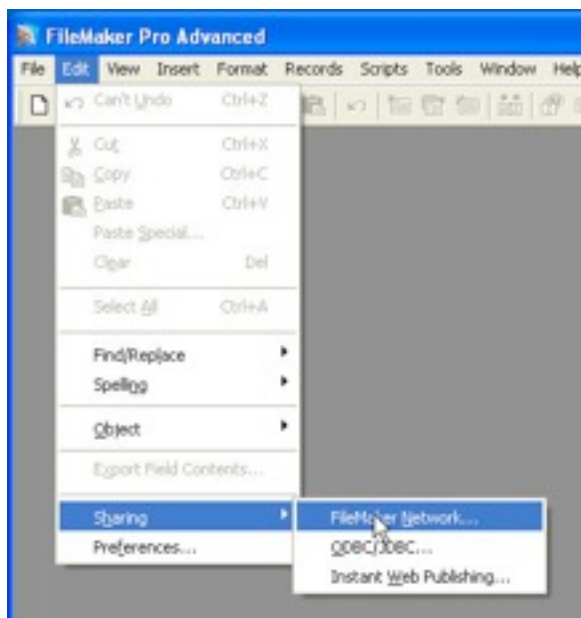 FileMaker Pro Advanced
File Edit View Insert Format Records Scripts Tools Window Help
Can't Undo Ctrl+Z
Cut Ctrl+X
Copy Ctrl+C
Paste Ctrl+V
Paste Special...
Clear Del
Select All Ctrl+A
Find/Replace
Spelling
Object
Export Field Contents...
Sharing
FileMaker Network...
Preferences...
ODBC/JDBC...
Instant Web Publishing...